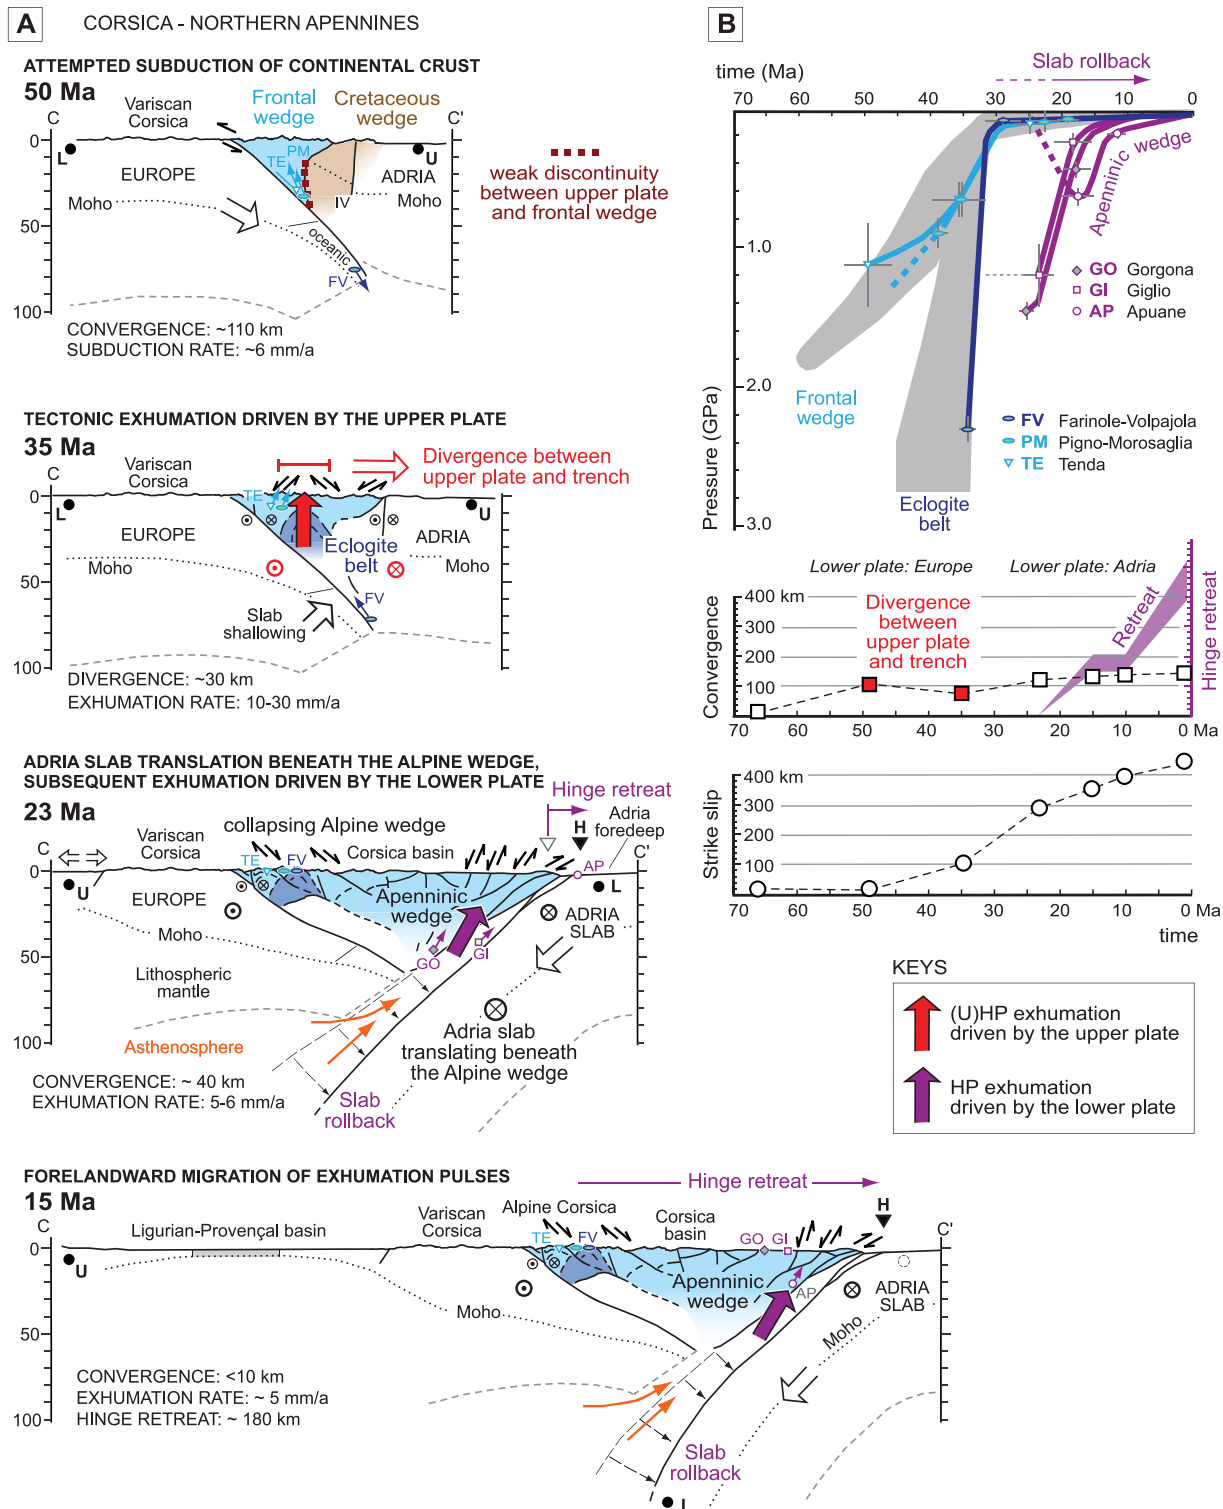 A
CORSICA - NORTHERN APENNINES
ATTEMPTED SUBDUCTION OF CONTINENTAL CRUST
50 Ma
C
Variscan
Corsica
Frontal
wedge
Cretaceous
wedge
C'
0
50
100
L
U
PM
TE
EUROPE
ADRIA
Moho
Moho
IV
oceanic
FV
weak discontinuity
between upper plate
and frontal wedge
CONVERGENCE: ~110 km
SUBDUCTION RATE: ~6 mm/a
TECTONIC EXHUMATION DRIVEN BY THE UPPER PLATE
35 Ma
C
Variscan
Corsica
Divergence between
upper plate and trench
C'
0
50
100
TE
L
U
EUROPE
ADRIA
Eclogite
belt
Moho
Moho
FV
Slab
shallowing
DIVERGENCE: ~30 km
EXHUMATION RATE: 10-30 mm/a
ADRIA SLAB TRANSLATION BENEATH THE ALPINE WEDGE,
SUBSEQUENT EXHUMATION DRIVEN BY THE LOWER PLATE
23 Ma
Hinge retreat
Variscan
Corsica
collapsing Alpine wedge
H
Adria
foredeep
C
TE
FV
Corsica basin
C'
AP
0
50
100
U
L
EUROPE
Apenninic
wedge
ADRIA
SLAB
Moho
GO
GI
Lithospheric
mantle
Asthenosphere
Adria slab
translating beneath
the Alpine wedge
CONVERGENCE: ~ 40 km
EXHUMATION RATE: 5-6 mm/a
Slab
rollback
FORELANDWARD MIGRATION OF EXHUMATION PULSES
15 Ma
Hinge retreat
C
Ligurian-Provençal basin
Variscan
Corsica
Alpine Corsica
Corsica
basin
H
C'
TE
FV
GO
GI
0
50
100
U
Apenninic
wedge
AP
ADRIA
SLAB
Moho
Moho
CONVERGENCE: <10 km
EXHUMATION RATE: ~ 5 mm/a
HINGE RETREAT: ~ 180 km
Slab
rollback
L
B
Slab rollback
time (Ma)
70 60 50 40 30 20 10 0
1.0
2.0
3.0
Pressure (GPa)
Apenninic wedge
GO Gorgona
GI Giglio
AP Apuane
Frontal
wedge
FV Farinole-Volpajola
PM Pigno-Morosaglia
TE Tenda
Eclogite
belt
Lower plate: Europe
Lower plate: Adria
400 km
300
200
100
Convergence
Divergence
between
upper plate
and trench
Retreat
Hinge retreat
70 60 50 40 30 20 10 0 Ma
400 km
300
200
100
Strike slip
70 60 50 40 30 20 10 0 Ma
time
KEYS
(U)HP exhumation
driven by the upper plate
HP exhumation
driven by the lower plate